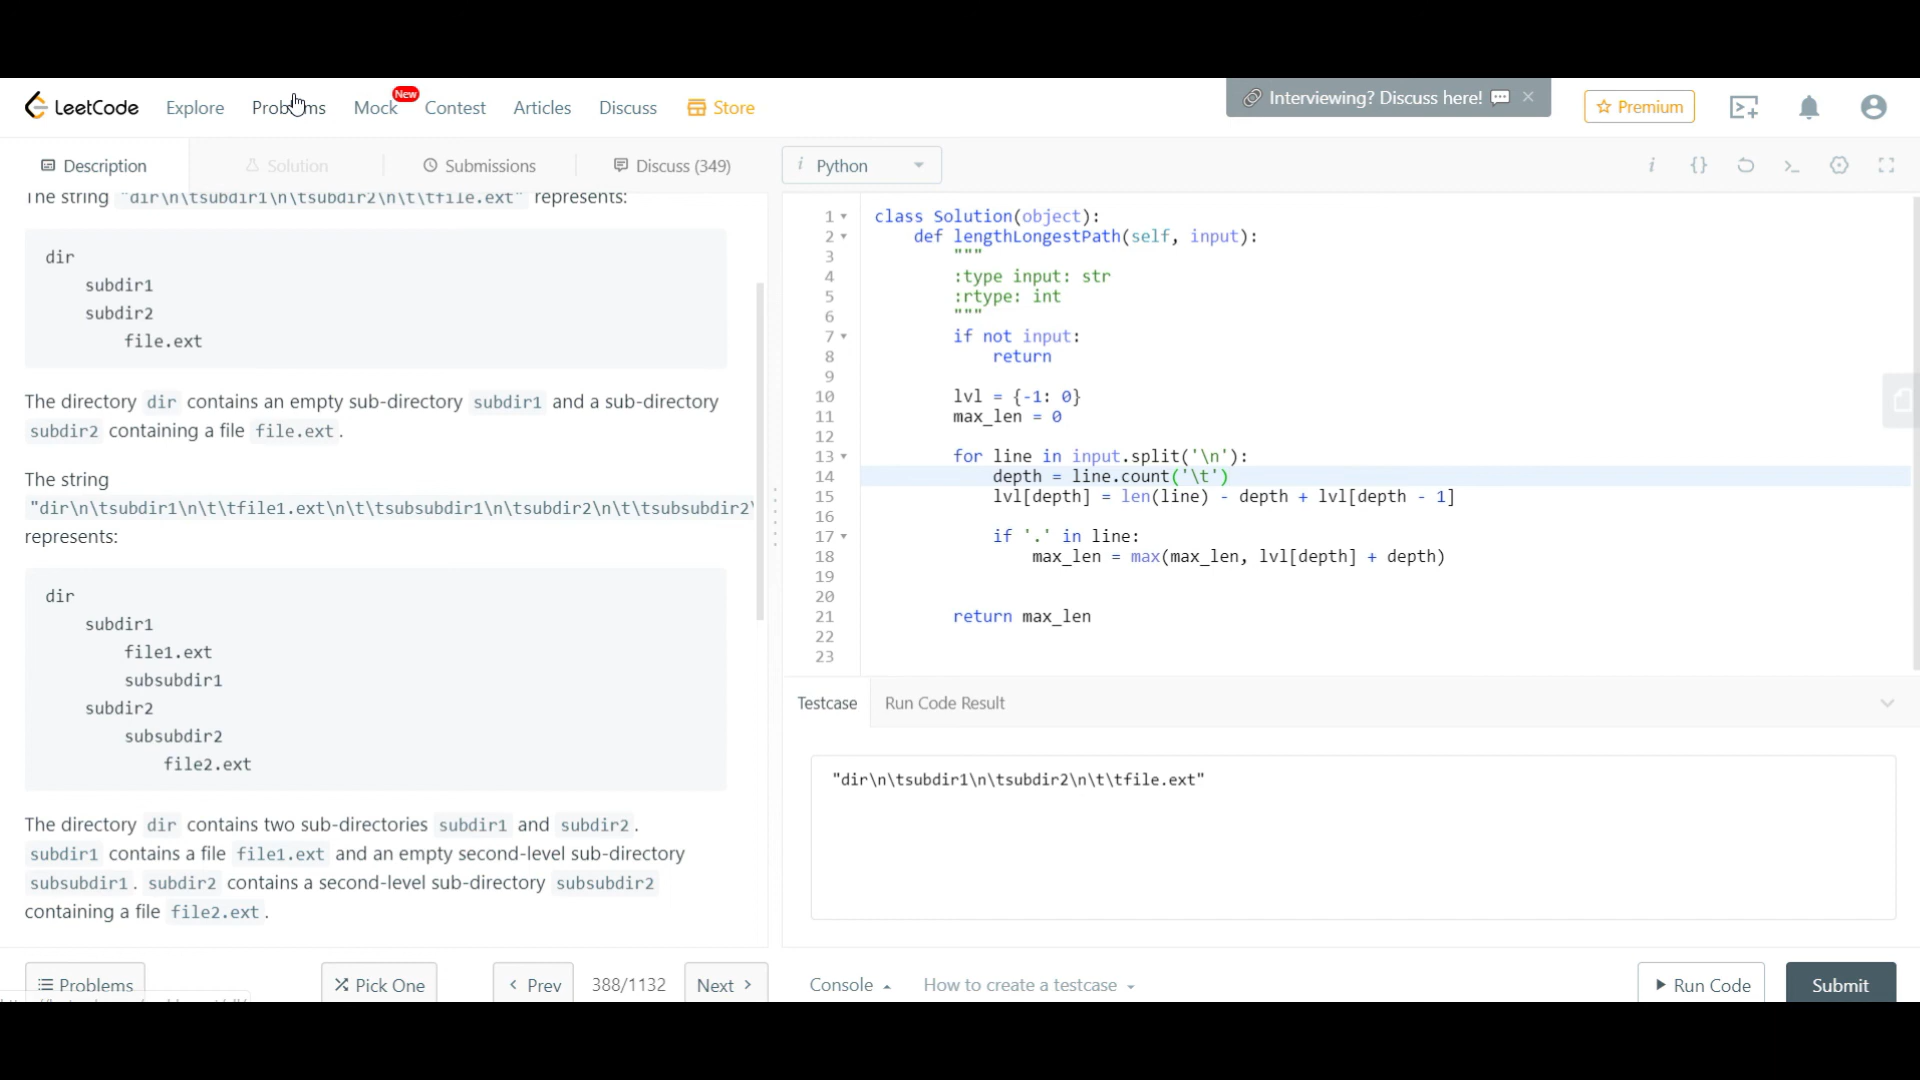 LeetCode Explore Problems Mock New Contest Articles Discuss Store Interviewing? Discuss here! Premium
Description Solution Submissions Discuss (349)
The string "dir\n\tsubdir1\n\tsubdir2\n\t\tfile.ext" represents:
dir
subdir1
subdir2
file.ext
The directory dir contains an empty sub-directory subdir1 and a sub-directory
subdir2 containing a file file.ext.
The string
"dir\n\tsubdir1\n\t\tfile1.ext\n\t\tsubsubdir1\n\tsubdir2\n\t\tsubsubdir2\
represents:
dir
subdir1
file1.ext
subsubdir1
subdir2
subsubdir2
file2.ext
The directory dir contains two sub-directories subdir1 and subdir2.
subdir1 contains a file file1.ext and an empty second-level sub-directory
subsubdir1. subdir2 contains a second-level sub-directory subsubdir2
containing a file file2.ext.
Problems Pick One Prev 388/1132 Next
i Python i {}
1 class Solution(object):
2 def lengthLongestPath(self, input):
3 """
4 :type input: str
5 :rtype: int
6 """
7 if not input:
8 return
9
10 lvl = {-1: 0}
11 max_len = 0
12
13 for line in input.split('\n'):
14 depth = line.count('\t')
15 lvl[depth] = len(line) - depth + lvl[depth - 1]
16
17 if '.' in line:
18 max_len = max(max_len, lvl[depth] + depth)
19
20
21 return max_len
22
23
Testcase Run Code Result
"dir\n\tsubdir1\n\tsubdir2\n\t\tfile.ext"
Console How to create a testcase Run Code Submit